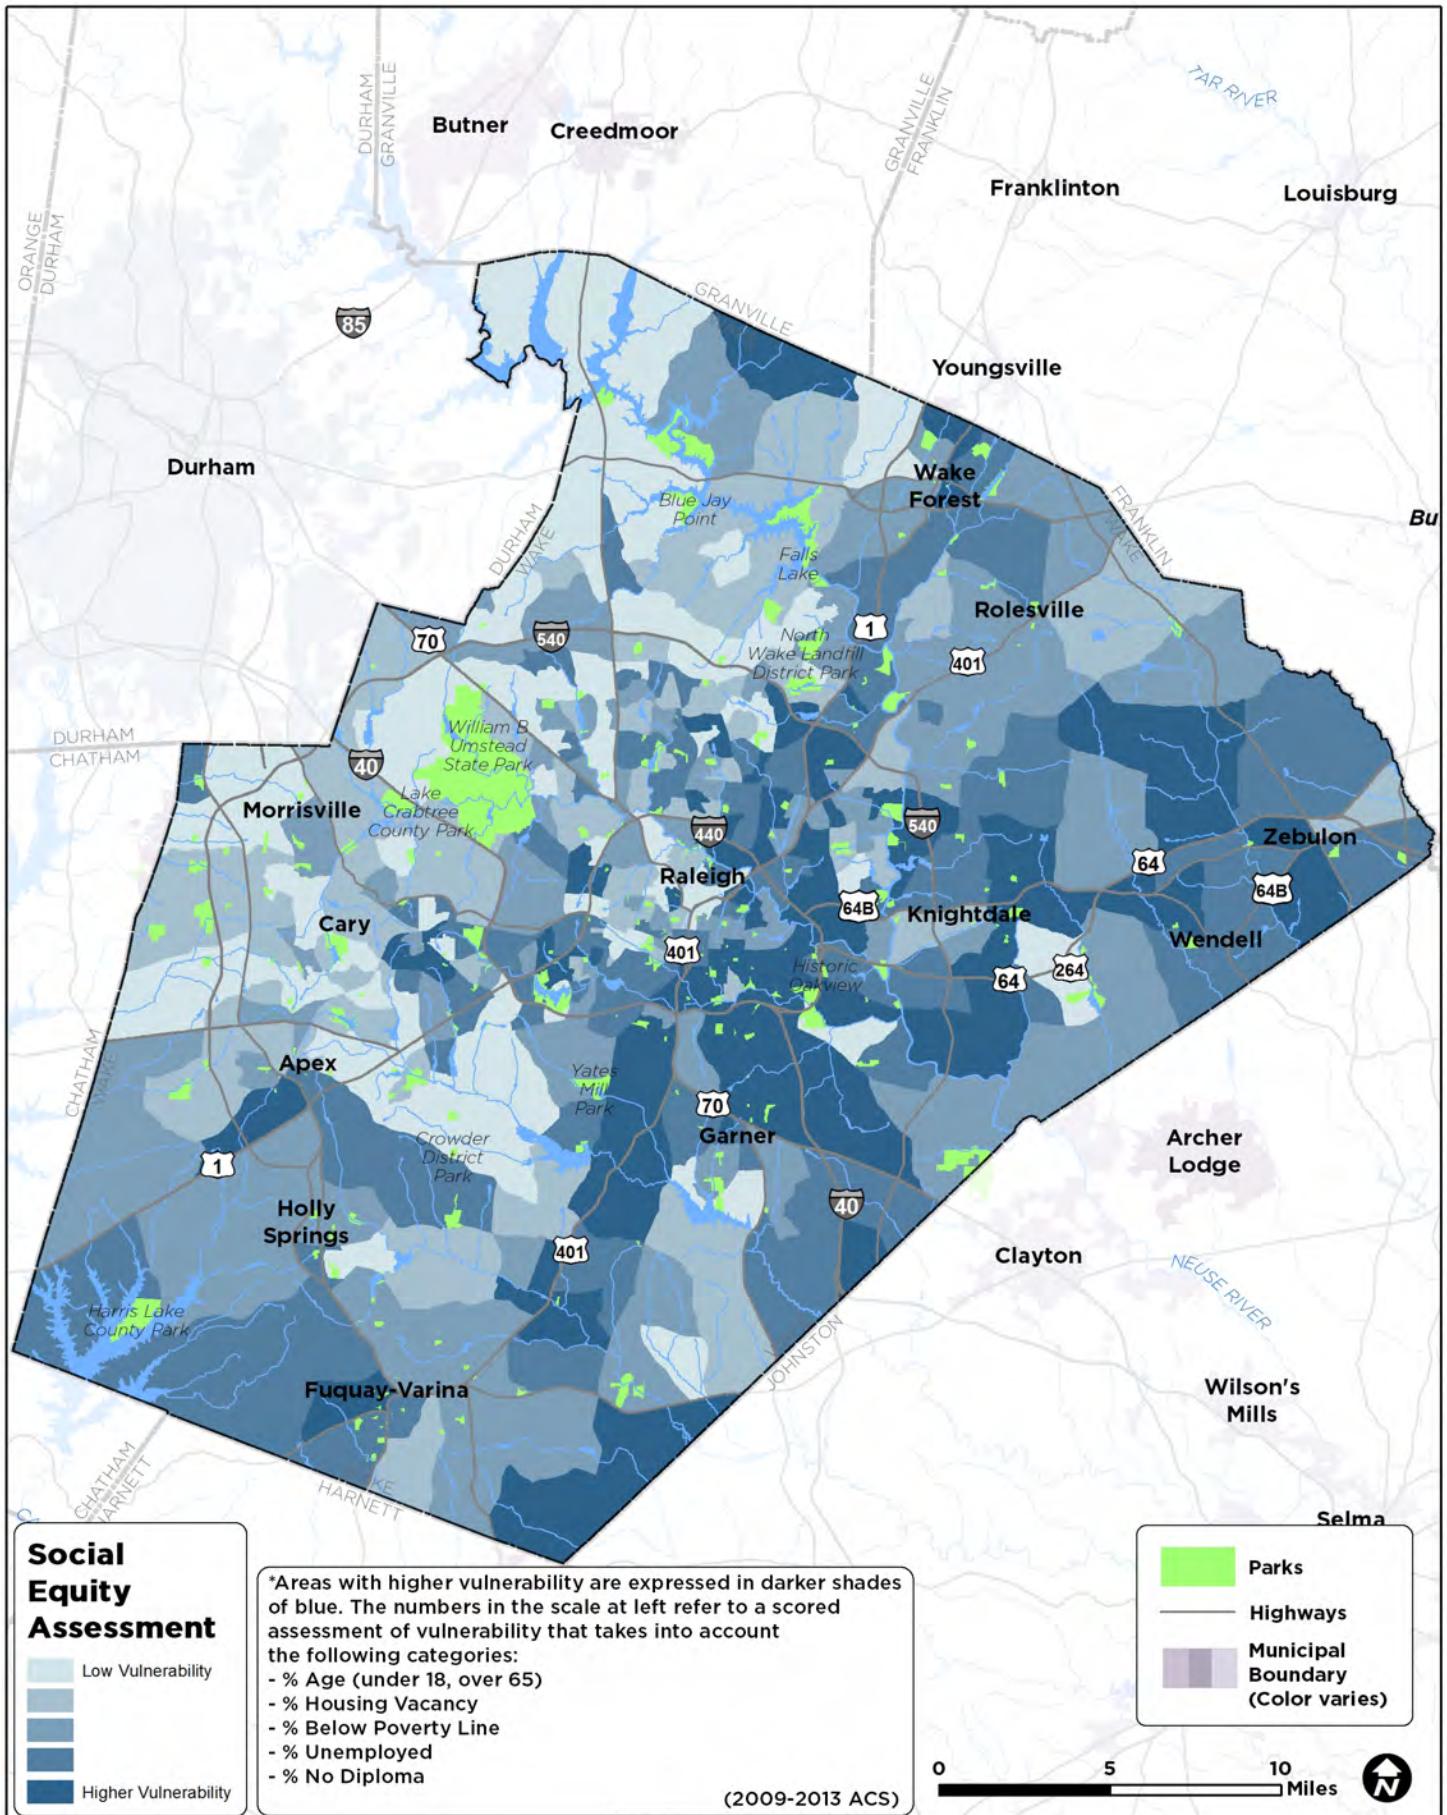 TAR RIVER
DURHAM
GRANVILLE
GRANVILLE
FRANKLIN
Butner
Creedmoor
Franklinton
Louisburg
ORANGE
DURHAM
GRANVILLE
85
Youngsville
Durham
Wake
Forest
Blue Jay
Point
FRANKLIN
WAKE
Bu
DURHAM
WAKE
Falls
Lake
Rolesville
70
540
1
North
Wake Landfill
District Park
401
DURHAM
CHATHAM
William B
Umstead
State Park
40
Morrisville
Lake
Crabtree
County Park
440
540
Zebulon
64
Raleigh
64B
64B
Cary
Knightdale
401
Wendell
Historic
Oakview
64
264
CHATHAM
WAKE
Apex
Yates
Mill
Park
70
Garner
Crowder
District
Park
Archer
Lodge
1
40
Holly
Springs
401
Clayton
NEUSE RIVER
Harris Lake
County Park
JOHNSTON
Fuquay-Varina
Wilson's
Mills
CHATHAM
HARNETT
HARNETT
Selma
Social
Equity
Assessment
Low Vulnerability
Higher Vulnerability
*Areas with higher vulnerability are expressed in darker shades
of blue. The numbers in the scale at left refer to a scored
assessment of vulnerability that takes into account
the following categories:
- % Age (under 18, over 65)
- % Housing Vacancy
- % Below Poverty Line
- % Unemployed
- % No Diploma
(2009-2013 ACS)
Parks
Highways
Municipal
Boundary
(Color varies)
0 5 10
Miles
N